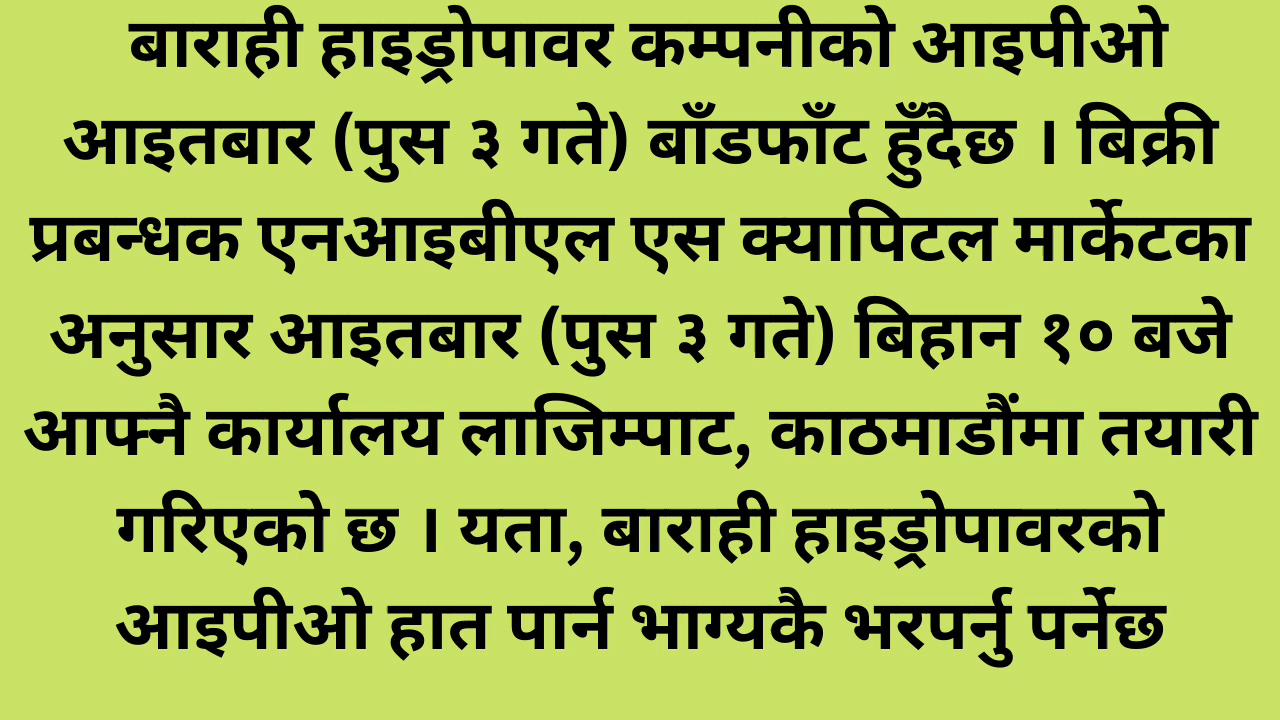 बाराही हाइड्रोपावर कम्पनीको आइपीओ
आइतबार (पुस ३ गते) बाँडफाँट हुँदैछ । बिक्री
प्रबन्धक एनआइबीएल एस क्यापिटल मार्केटका
अनुसार आइतबार (पुस ३ गते) बिहान १० बजे
आफ्नै कार्यालय लाजिम्पाट, काठमाडौंमा तयारी
गरिएको छ । यता, बाराही हाइड्रोपावरको
आइपीओ हात पार्न भाग्यकै भरपर्नु पर्नेछ